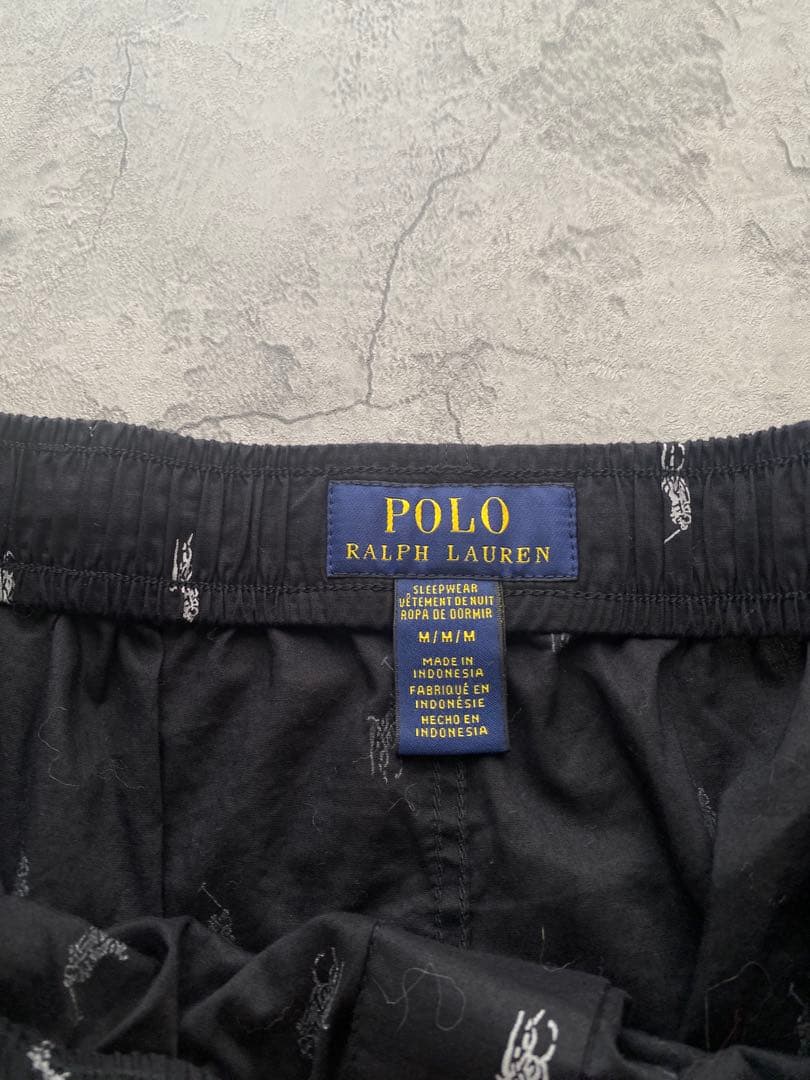 POLO
RALPH LAUREN
SLEEPWEAR
VÊTEMENT DE NUIT
ROPA DE DORMIR
M/M/M
MADE IN
INDONESIA
FABRIQUÉ EN
INDONÉSIE
HECHO EN
INDONESIA